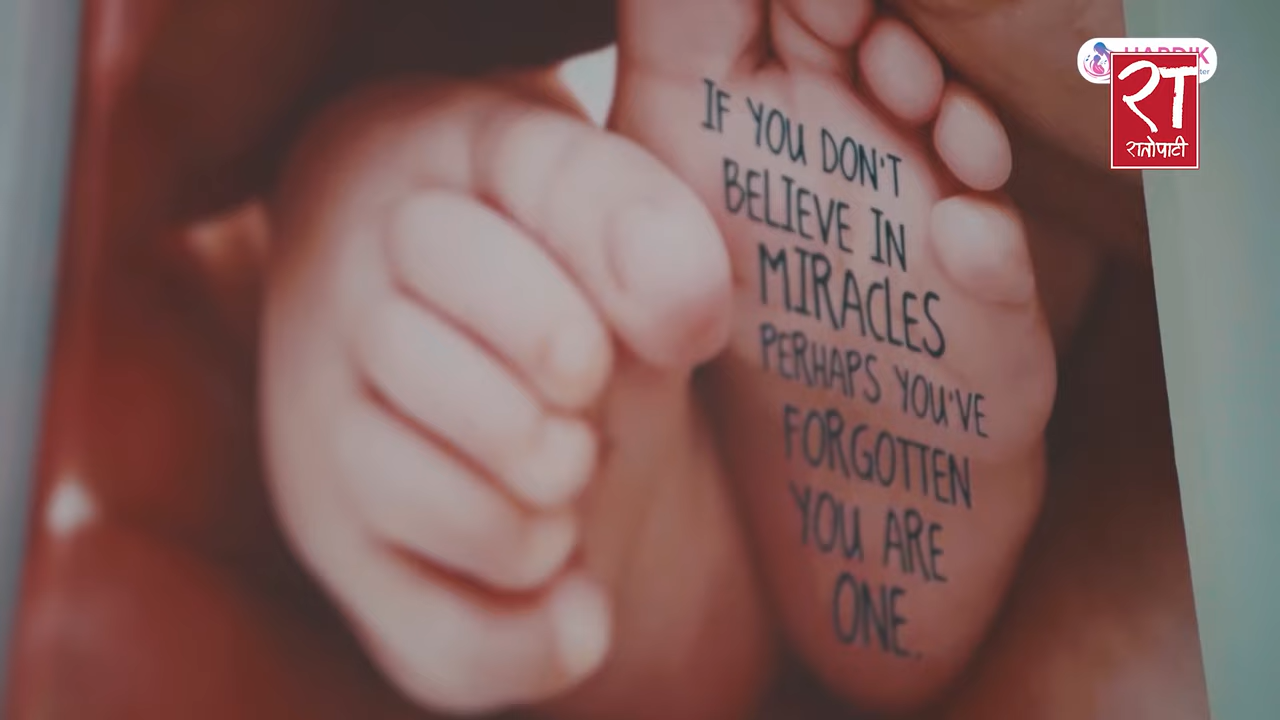 IF YOU DON'T
BELIEVE IN
MIRACLES
PERHAPS YOU'VE
FORGOTTEN
YOU ARE
ONE.
रा
रातोपाटी